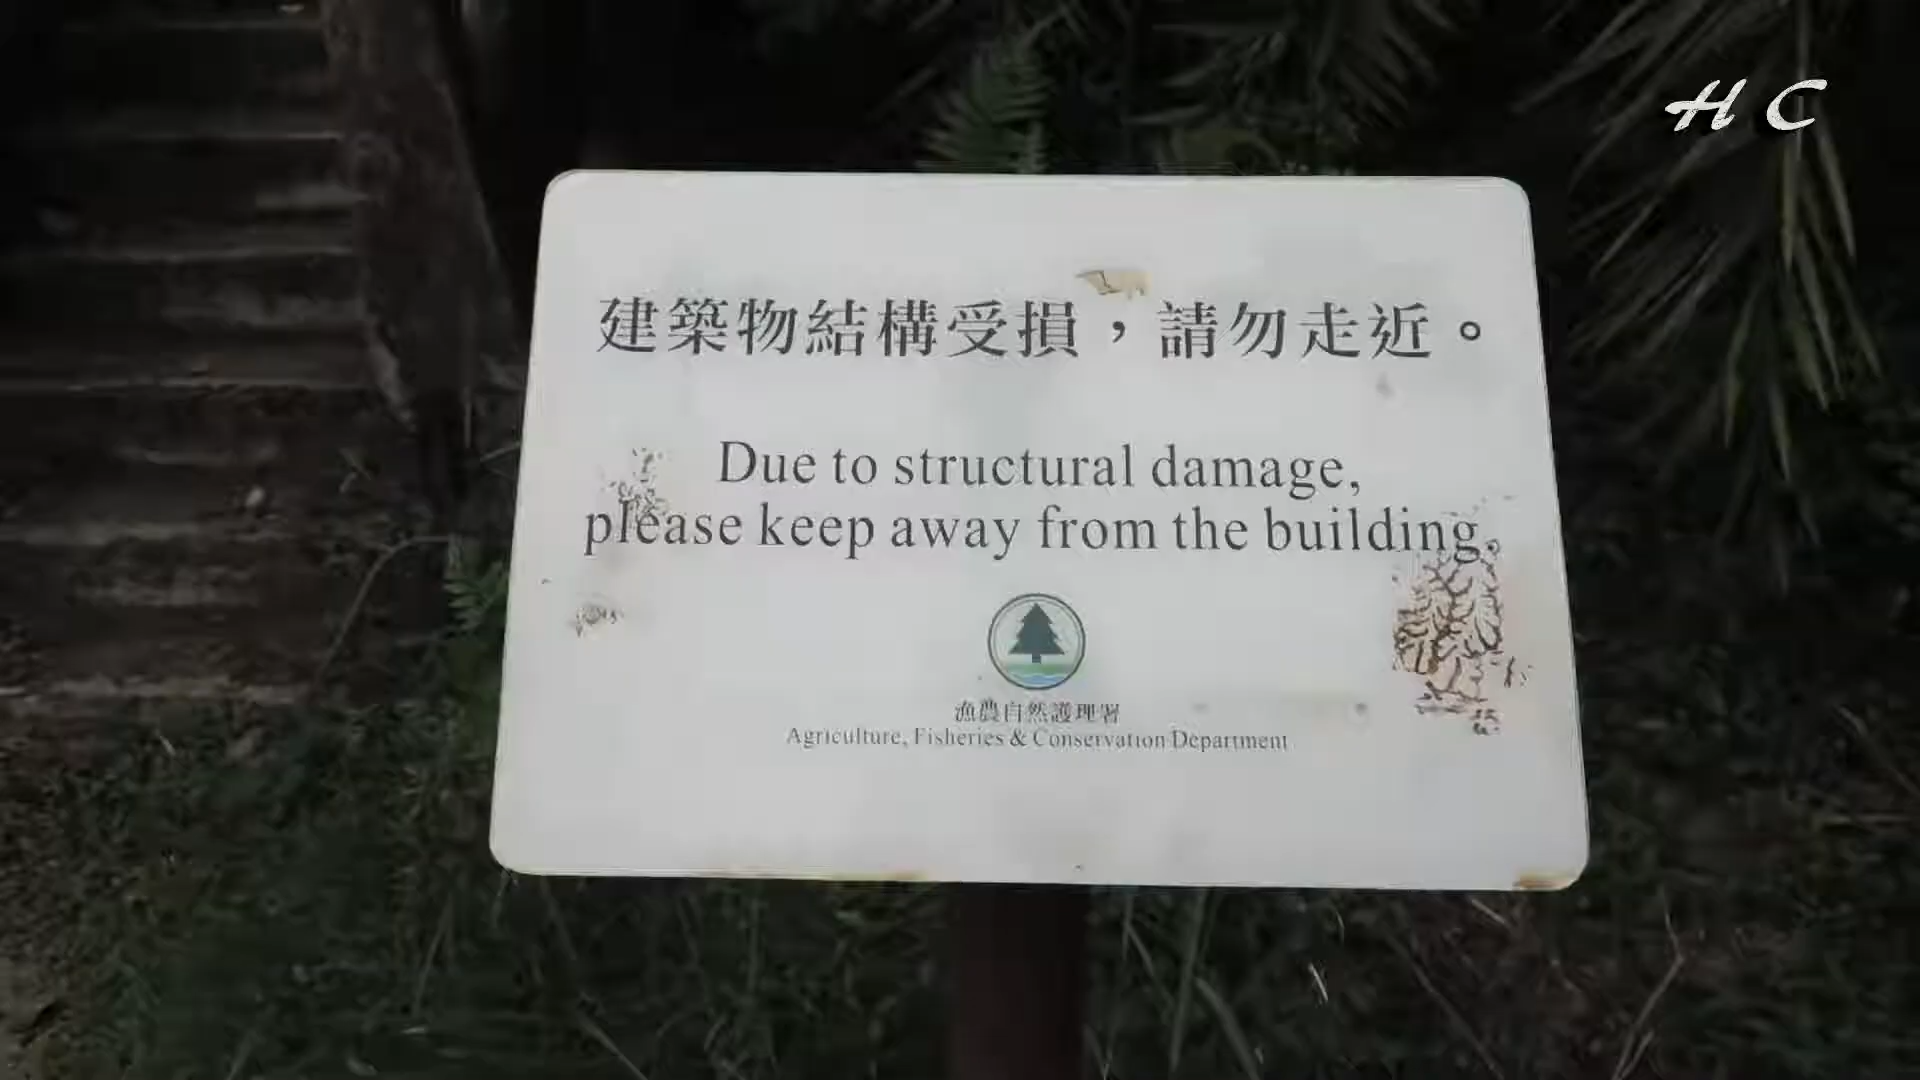 H C
建築物結構受損，請勿走近。
Due to structural damage,
please keep away from the building.
漁農自然護理署
Agriculture, Fisheries & Conservation Department